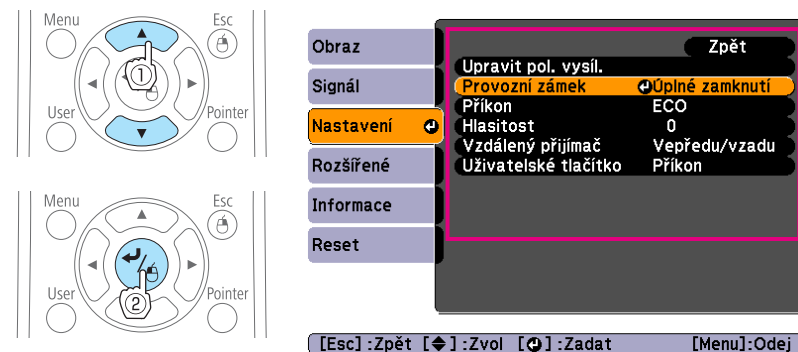 Menu
Esc
①
User
Pointer
Menu
Esc
②
User
Pointer
Obraz
Signál
Nastavení
Rozšířené
Informace
Reset
Zpět
Upravit pol. vysíl.
Provozní zámek Úplné zamknutí
Příkon ECO
Hlasitost 0
Vzdálený přijímač Vepředu/vzadu
Uživatelské tlačítko Příkon
[Esc] :Zpět [◆] :Zvol [⏎] :Zadat [Menu]:Odej